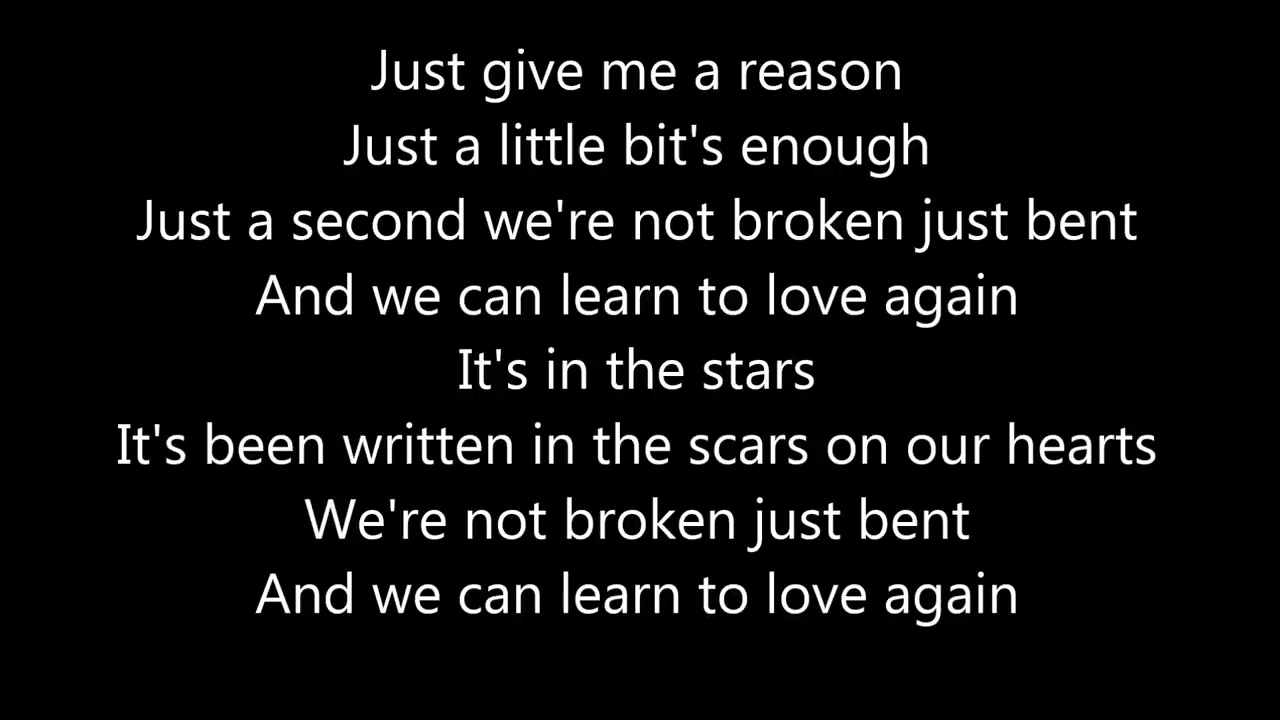 Just give me a reason
Just a little bit's enough
Just a second we're not broken just bent
And we can learn to love again
It's in the stars
It's been written in the scars on our hearts
We're not broken just bent
And we can learn to love again